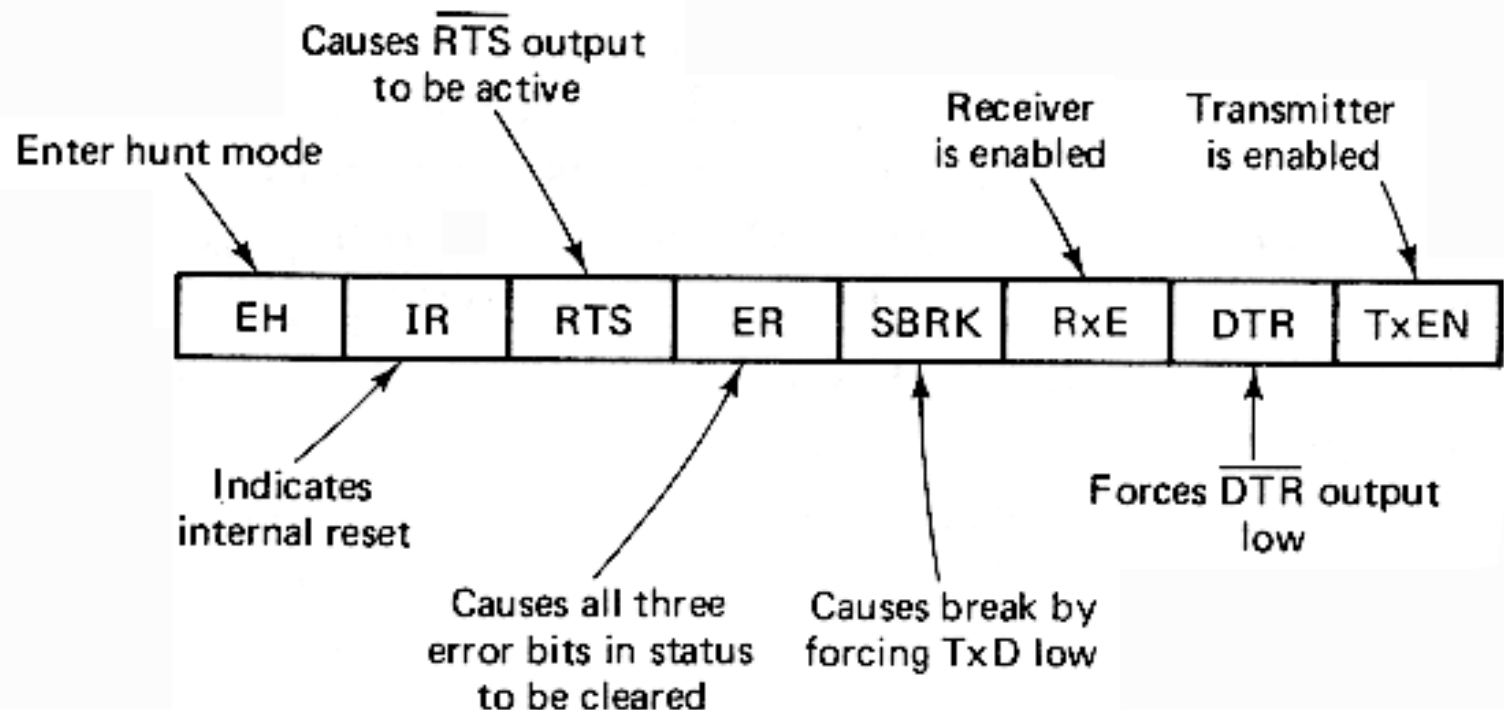 Causes RTS output
to be active
Enter hunt mode
Receiver
is enabled
Transmitter
is enabled
EH IR RTS ER SBRK RxE DTR TxEN
Indicates
internal reset
Causes all three
error bits in status
to be cleared
Causes break by
forcing TxD low
Forces DTR output
low